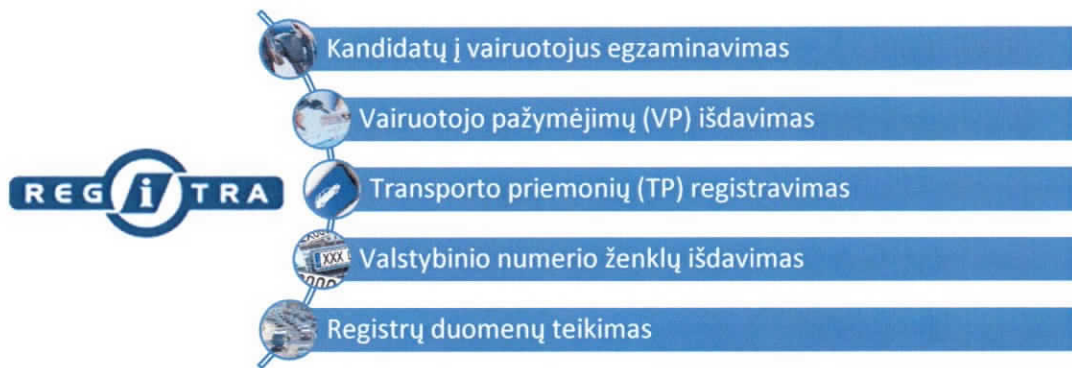 REGiTRA
Kandidatų į vairuotojus egzaminavimas
Vairuotojo pažymėjimų (VP) išdavimas
Transporto priemonių (TP) registravimas
XXX
Valstybinio numerio ženklų išdavimas
Registrų duomenų teikimas